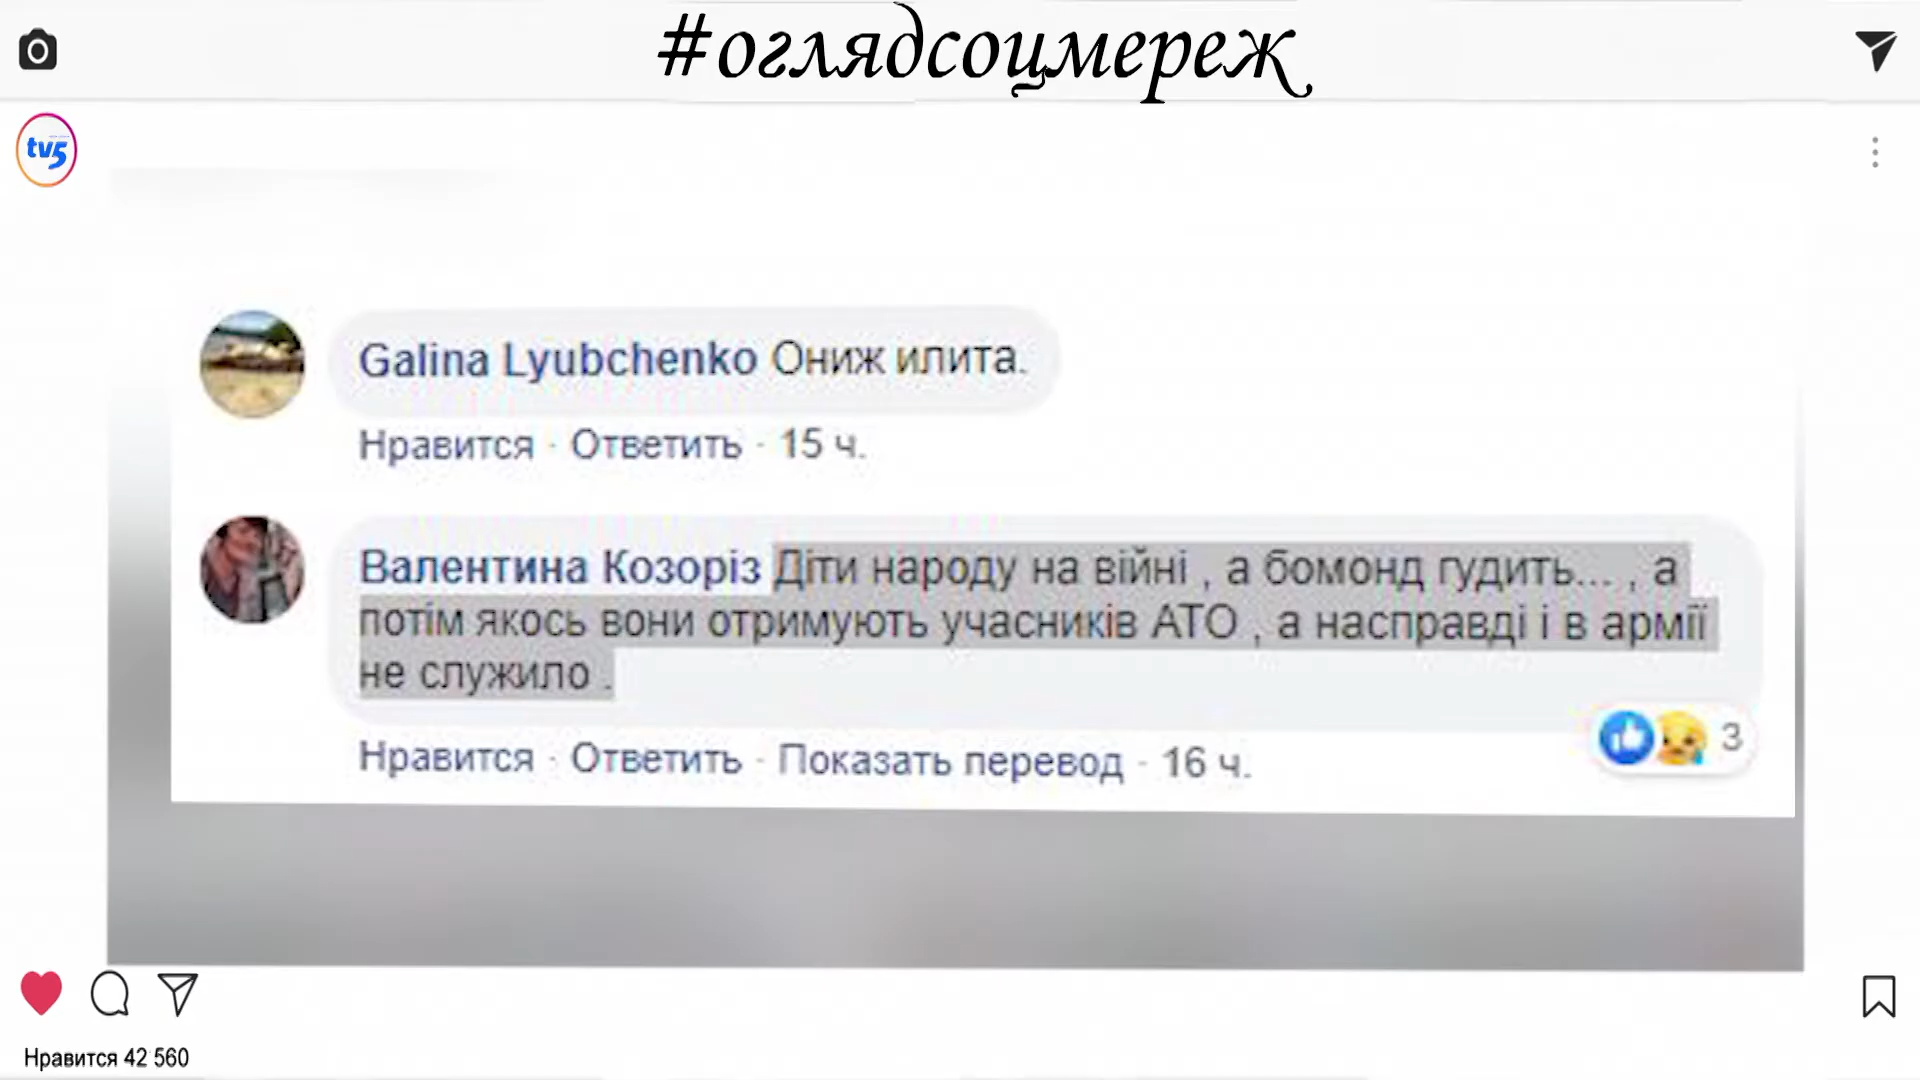 #оглядсоцмереж
tv5
Galina Lyubchenko Ониж илита.
Нравится · Ответить · 15 ч.
Валентина Козоріз Діти народу на війні , а бомонд гудить... , а
потім якось вони отримують учасників АТО , а насправді і в армії
не служило .
3
Нравится · Ответить · Показать перевод · 16 ч.
Нравится 42 560